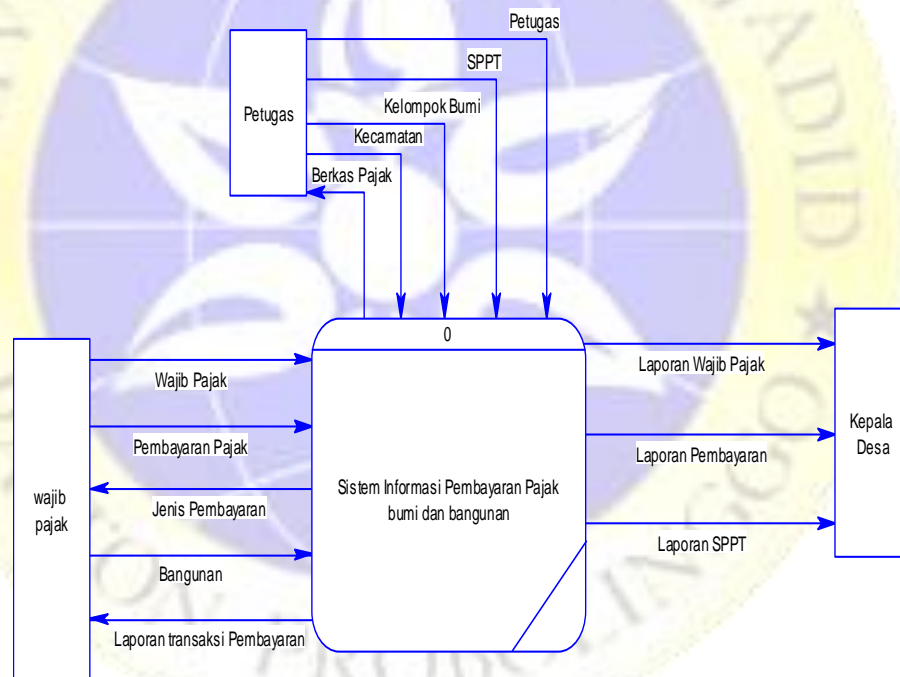 Petugas
SPPT
Kelompok Bumi
Kecamatan
Berkas Pajak
Petugas
0
Sistem Informasi Pembayaran Pajak
bumi dan bangunan
wajib
pajak
Wajib Pajak
Pembayaran Pajak
Jenis Pembayaran
Bangunan
Laporan transaksi Pembayaran
Laporan Wajib Pajak
Laporan Pembayaran
Laporan SPPT
Kepala
Desa